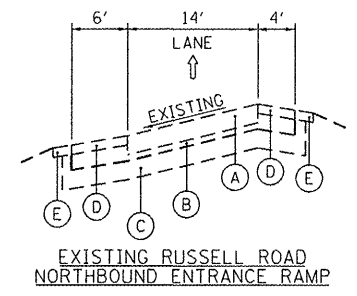 6' 14' 4'
LANE
EXISTING
A D E
E D C B
EXISTING RUSSELL ROAD
NORTHBOUND ENTRANCE RAMP